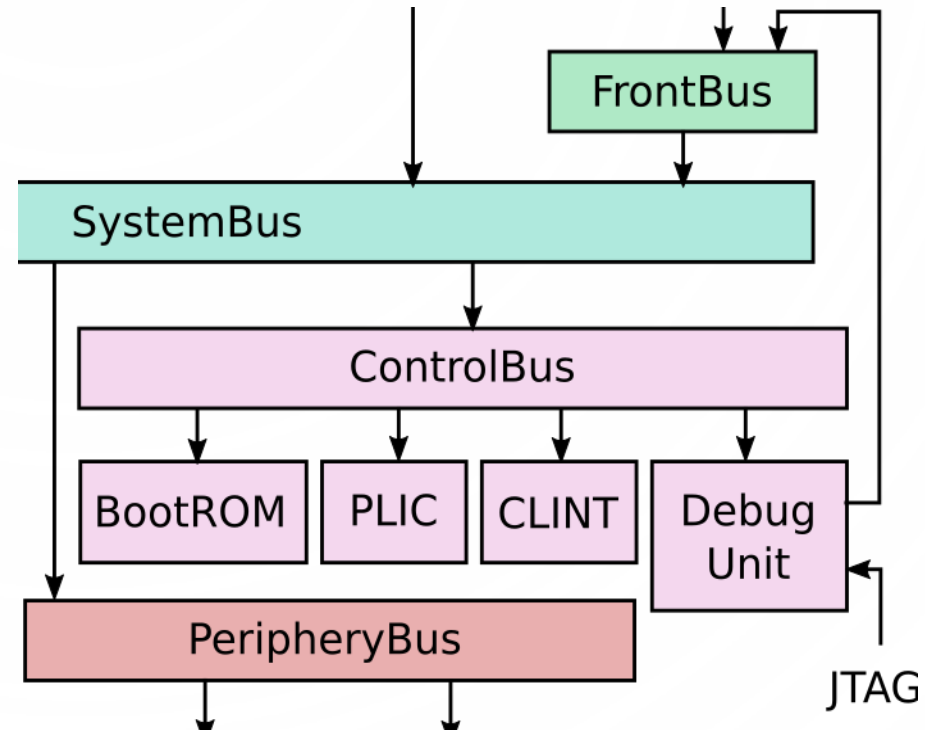 FrontBus
SystemBus
ControlBus
BootROM
PLIC
CLINT
Debug
Unit
PeripheryBus
JTAG